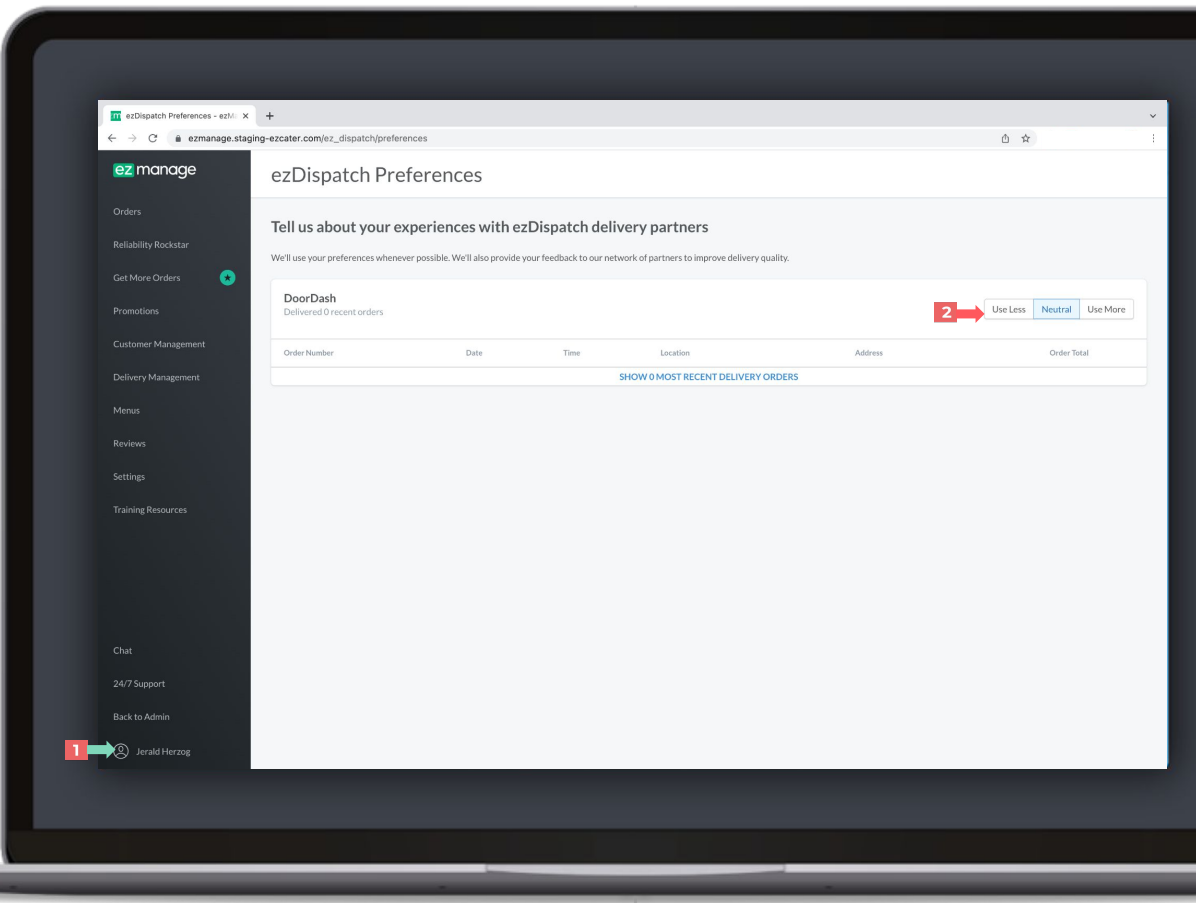 ezDispatch Preferences - ezMa
ezmanage.staging-ezcater.com/ez_dispatch/preferences
ez manage
ezDispatch Preferences
Orders
Reliability Rockstar
Get More Orders
Promotions
Customer Management
Delivery Management
Menus
Reviews
Settings
Training Resources
Chat
24/7 Support
Back to Admin
1
Jerald Herzog
Tell us about your experiences with ezDispatch delivery partners
We'll use your preferences whenever possible. We'll also provide your feedback to our network of partners to improve delivery quality.
DoorDash
Delivered 0 recent orders
2
Use Less Neutral Use More
Order Number Date Time Location Address Order Total
SHOW 0 MOST RECENT DELIVERY ORDERS